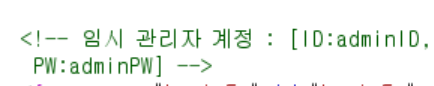 <!-- 임시 관리자 계정 : [ID:adminID,
PW:adminPW] -->